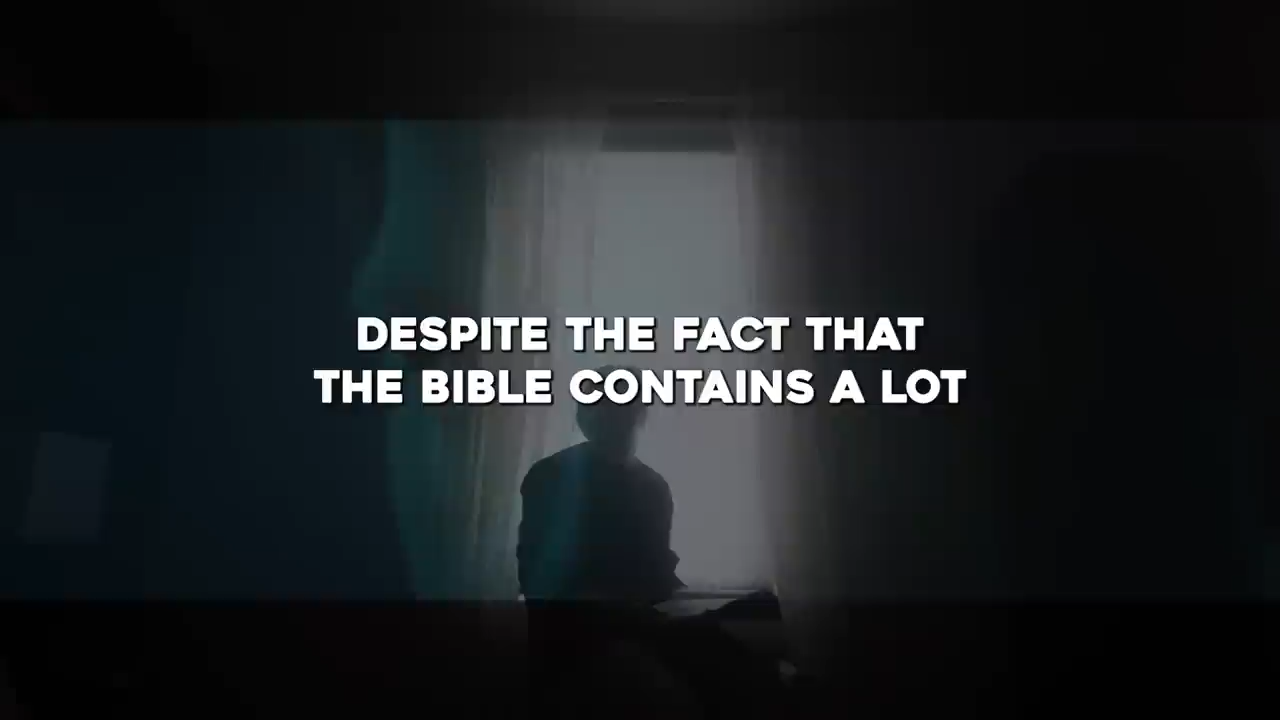 DESPITE THE FACT THAT
THE BIBLE CONTAINS A LOT